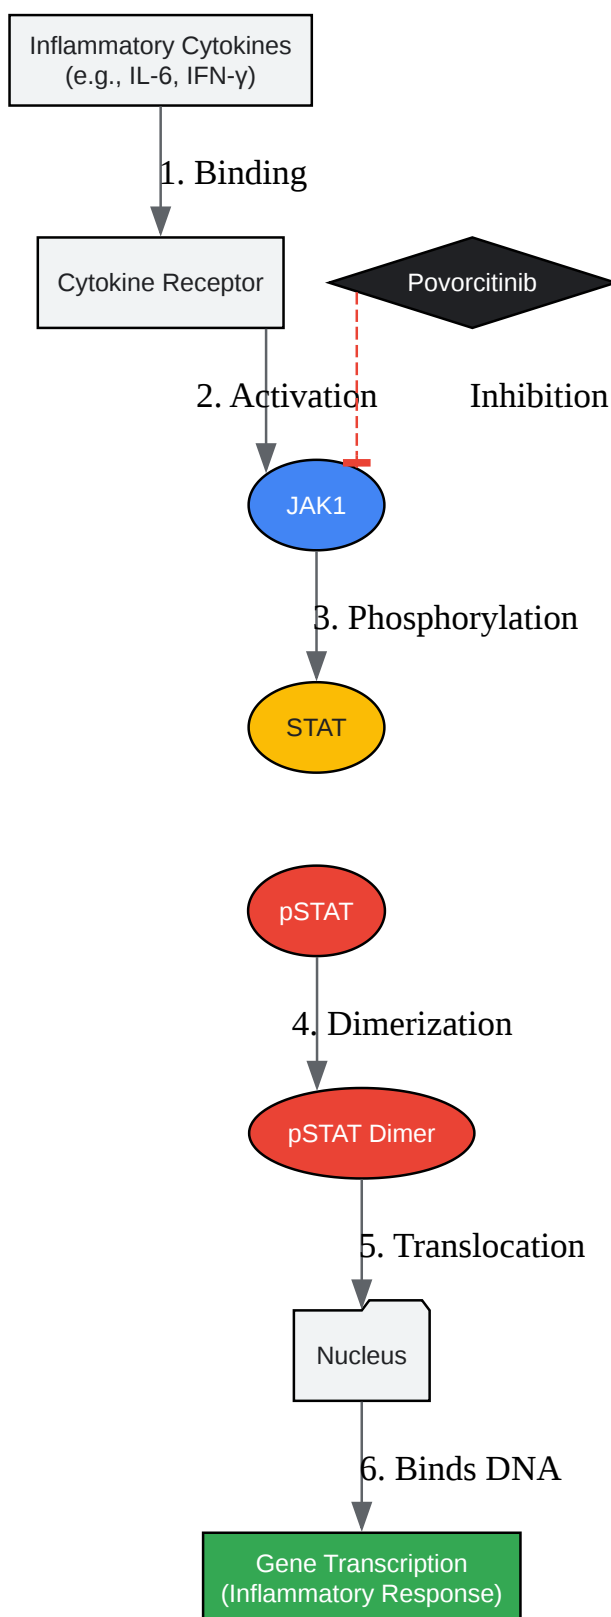 Inflammatory Cytokines
(e.g., IL-6, IFN-γ)
1. Binding
Cytokine Receptor
Povorcitinib
2. Activation
Inhibition
JAK1
3. Phosphorylation
STAT
pSTAT
4. Dimerization
pSTAT Dimer
5. Translocation
Nucleus
6. Binds DNA
Gene Transcription
(Inflammatory Response)